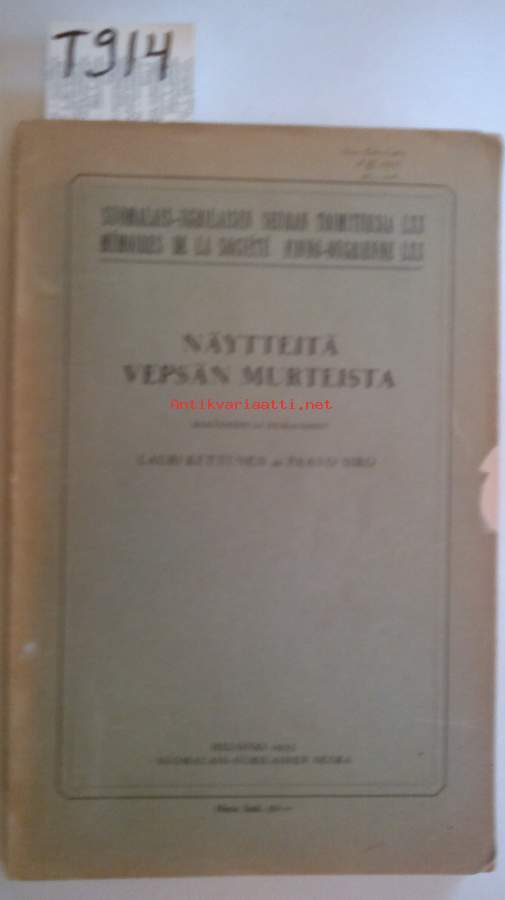 T914
SUOMALAIS-UGRILAISEN SEURAN TOIMITUKSIA LXX
MÉMOIRES DE LA SOCIÉTÉ FINNO-OUGRIENNE LXX
NÄYTTEITÄ
VEPSÄN MURTEISTA
Antikvariaatti.net
LAURI KETTUNEN JA PAAVO SIRO
HELSINKI 1935
SUOMALAIS-UGRILAINEN SEURA